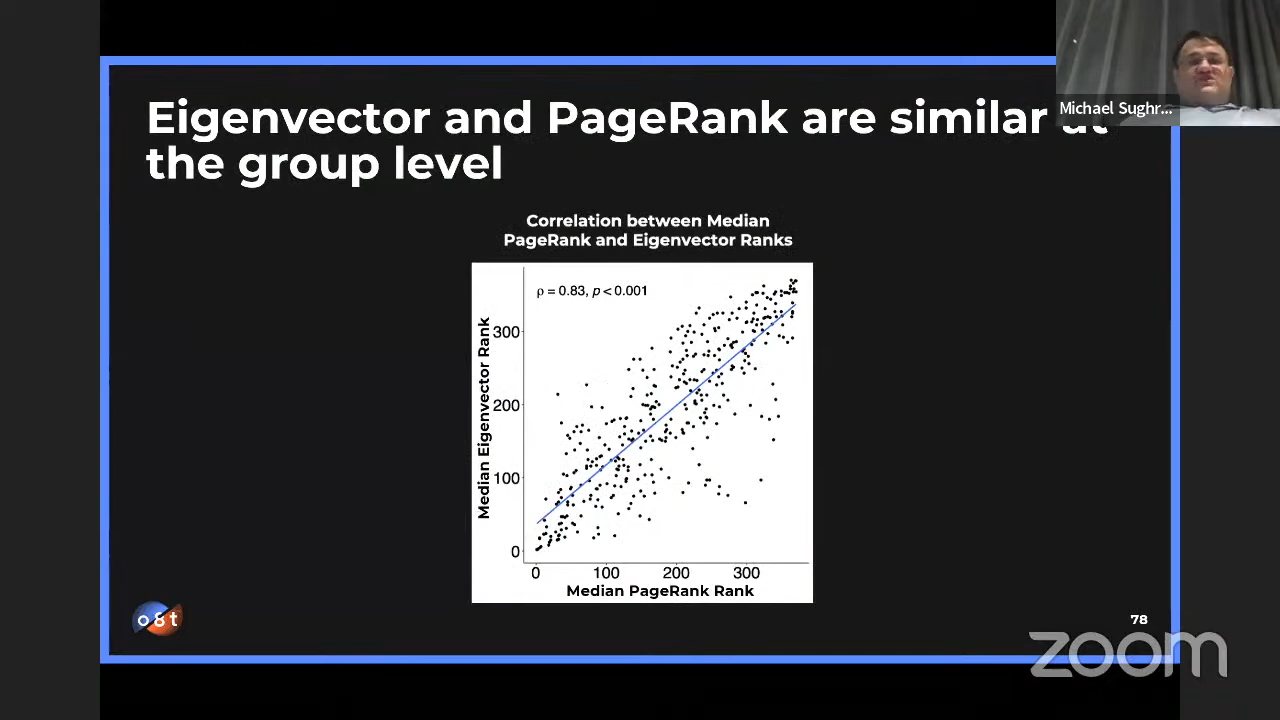 Eigenvector and PageRank are similar at
the group level
Michael Sughr...
Correlation between Median
PageRank and Eigenvector Ranks
ρ = 0.83, p < 0.001
Median Eigenvector Rank
300
200
100
0
0 100 200 300
Median PageRank Rank
o8t
78
zoom